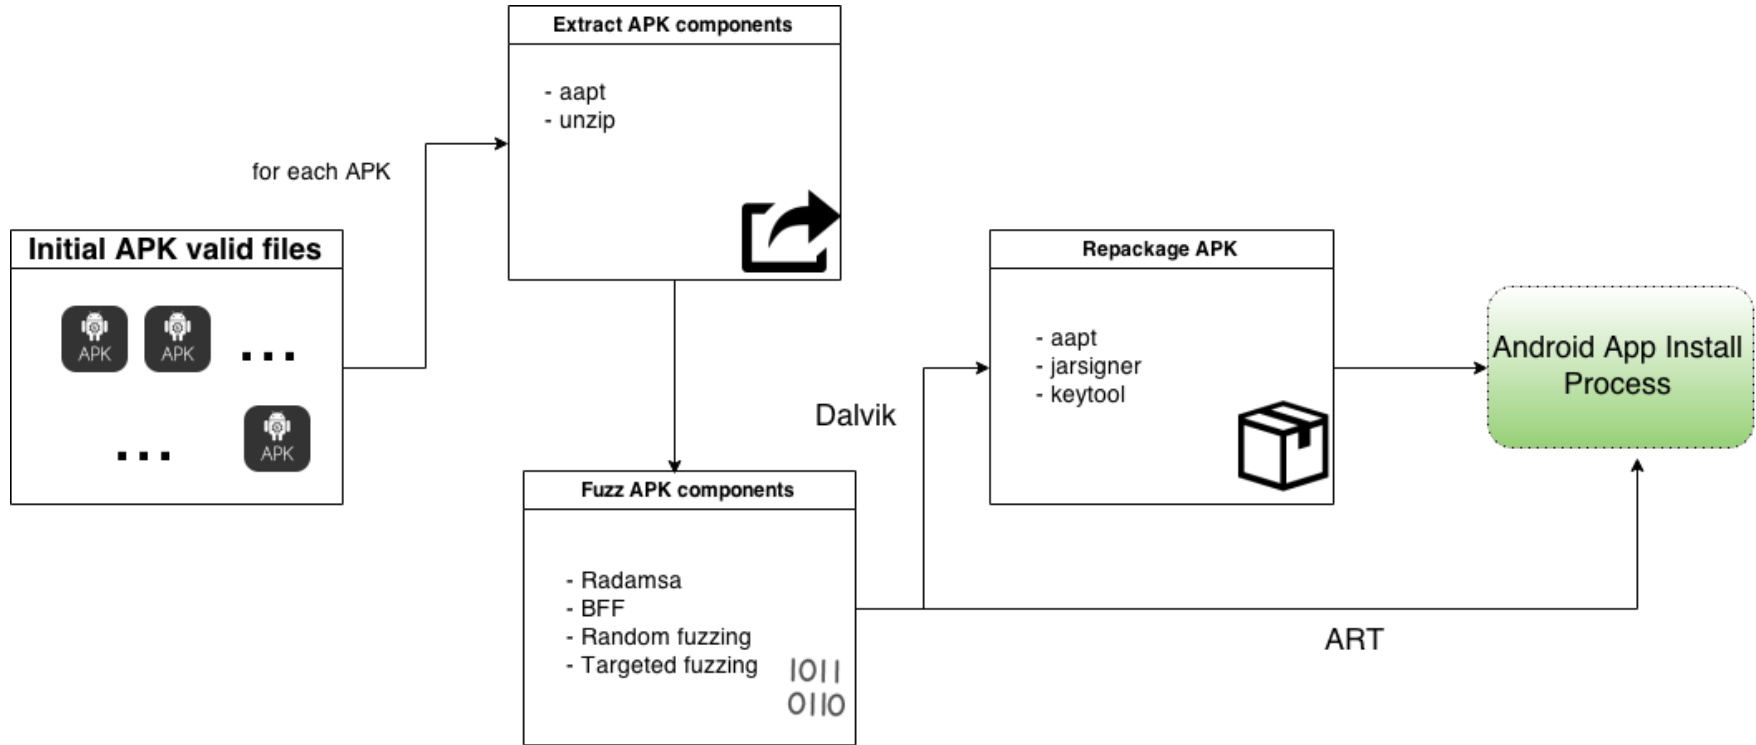 Extract APK components
- aapt
- unzip
for each APK
Initial APK valid files
APK
APK
...
...
APK
Fuzz APK components
- Radamsa
- BFF
- Random fuzzing
- Targeted fuzzing
1011
0110
Dalvik
Repackage APK
- aapt
- jarsigner
- keytool
ART
Android App Install
Process